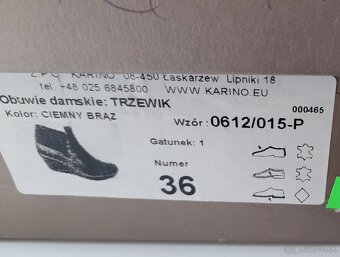 Z P O KARINO 08-450 Łaskarzew Lipniki 18
tel. +48 025 6845800 WWW.KARINO.EU
000465
Obuwie damskie: TRZEWIK
Kolor: CIEMNY BRĄZ
Wzór: 0612/015-P
Gatunek: 1
Numer
36